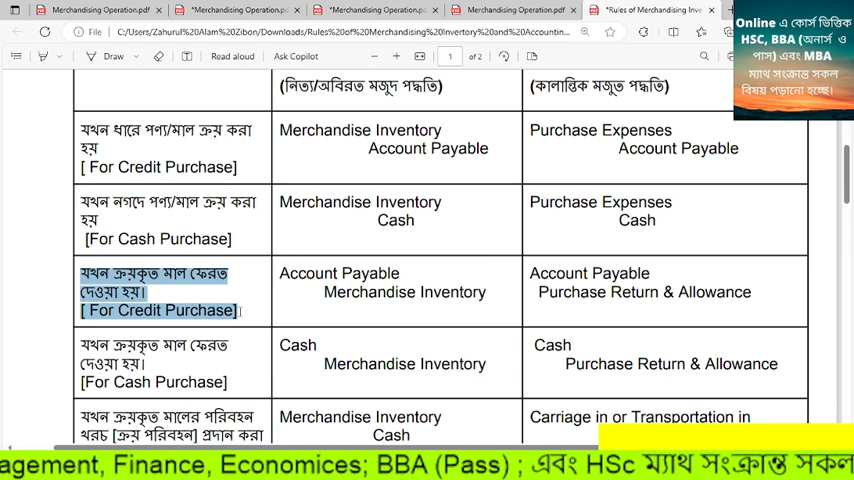 Merchandising Operation.pdf
*Merchandising Operation.pdf
*Merchandising Operation.pdf
Merchandising Operation.pdf
*Rules of Merchandising Inve
File
C:/Users/Zahurul%20Alam%20Zibon/Downloads/Rules%20of%20Merchandising%20Inventory%20and%20Accounting...
Draw
Read aloud
Ask Copilot
1
of 2
Online এ কোর্স ভিত্তিক
HSC, BBA (অনার্স ও
পাস) এবং MBA
ম্যাথ সংক্রান্ত সকল
বিষয় পড়ানো হচ্ছে।
(নিত্য/অবিরত মজুদ পদ্ধতি)
(কালান্তিক মজুত পদ্ধতি)
যখন ধারে পণ্য/মাল ক্রয় করা
হয়
[ For Credit Purchase]
Merchandise Inventory
Account Payable
Purchase Expenses
Account Payable
যখন নগদে পণ্য/মাল ক্রয় করা
হয়
[For Cash Purchase]
Merchandise Inventory
Cash
Purchase Expenses
Cash
যখন ক্রয়কৃত মাল ফেরত
দেওয়া হয়।
[ For Credit Purchase]
Account Payable
Merchandise Inventory
Account Payable
Purchase Return & Allowance
যখন ক্রয়কৃত মাল ফেরত
দেওয়া হয়।
[For Cash Purchase]
Cash
Merchandise Inventory
Cash
Purchase Return & Allowance
যখন ক্রয়কৃত মালের পরিবহন
খরচ [ক্রয় পরিবহন] প্রদান করা
Merchandise Inventory
Cash
Carriage in or Transportation in
agement, Finance, Economices; BBA (Pass) ; এবং HSc ম্যাথ সংক্রান্ত সকল